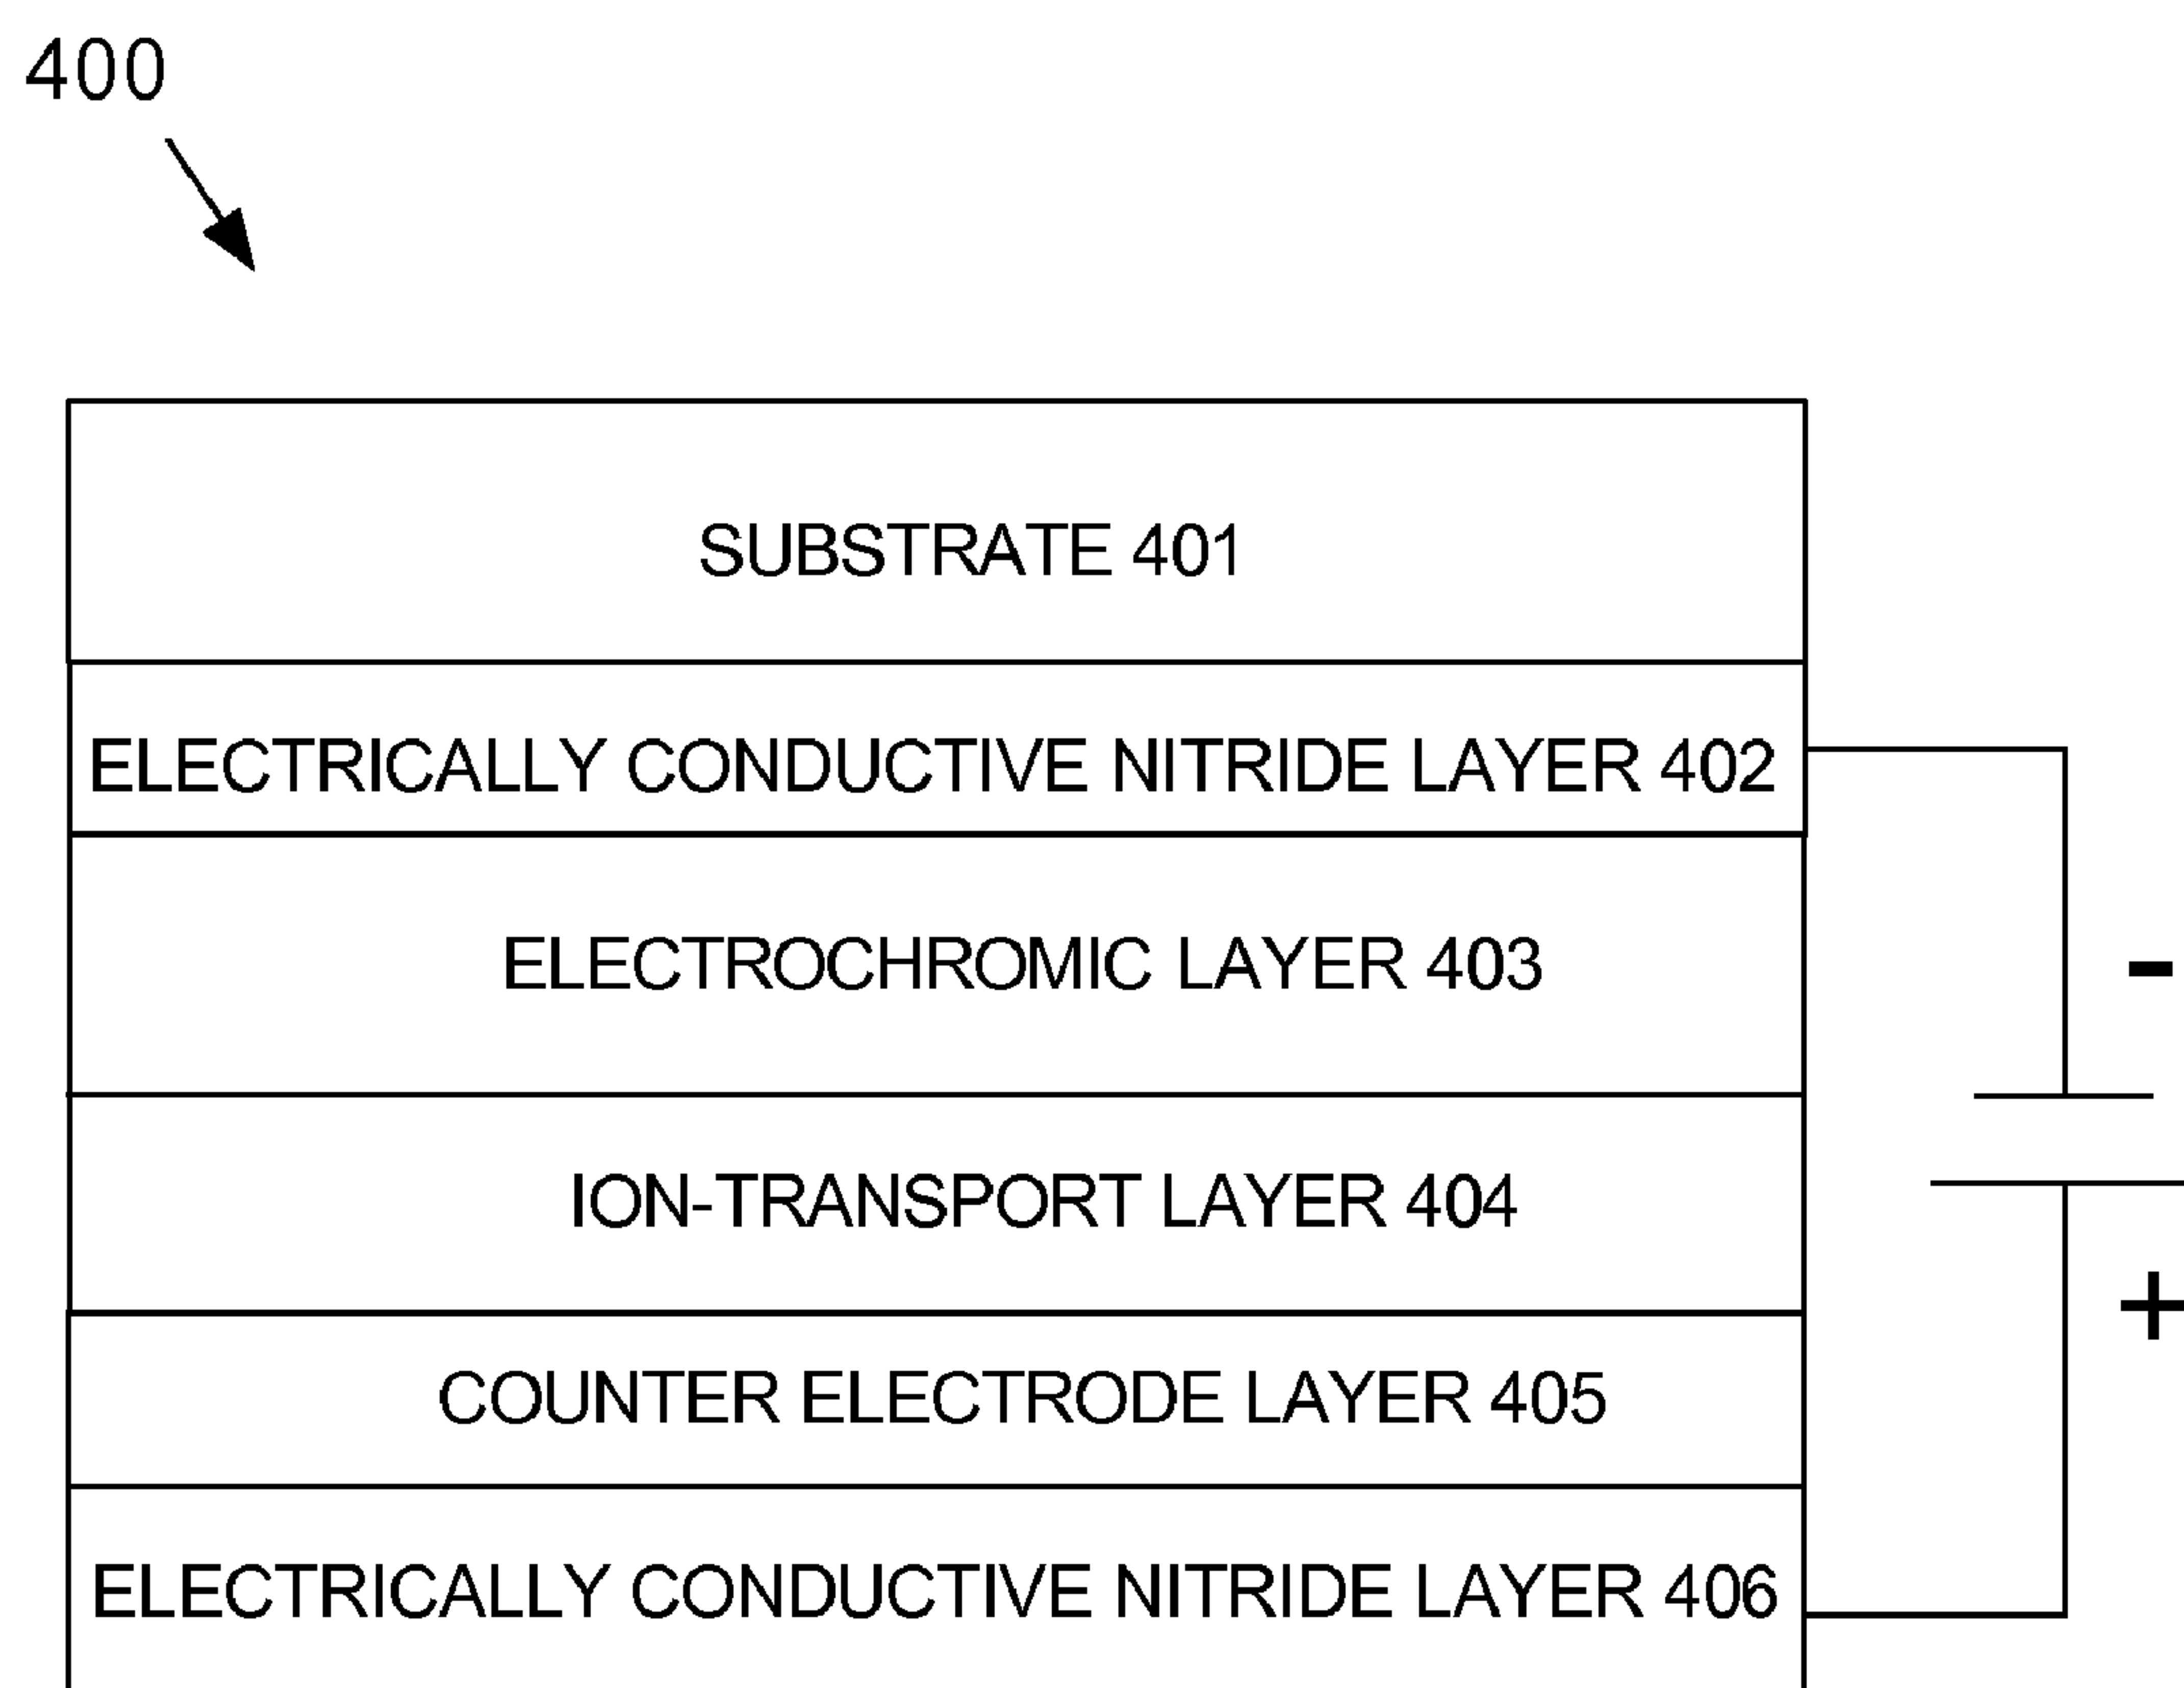 400
SUBSTRATE 401
ELECTRICALLY CONDUCTIVE NITRIDE LAYER 402
ELECTROCHROMIC LAYER 403
-
ION-TRANSPORT LAYER 404
+
COUNTER ELECTRODE LAYER 405
ELECTRICALLY CONDUCTIVE NITRIDE LAYER 406